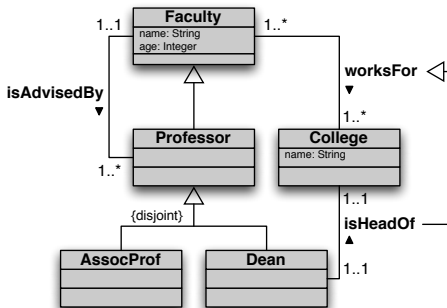 Faculty
name: String
age: Integer
1..1
1..*
isAdvisedBy
worksFor
1..*
1..*
Professor
College
name: String
{disjoint}
1..1
isHeadOf
AssocProf
Dean
1..1